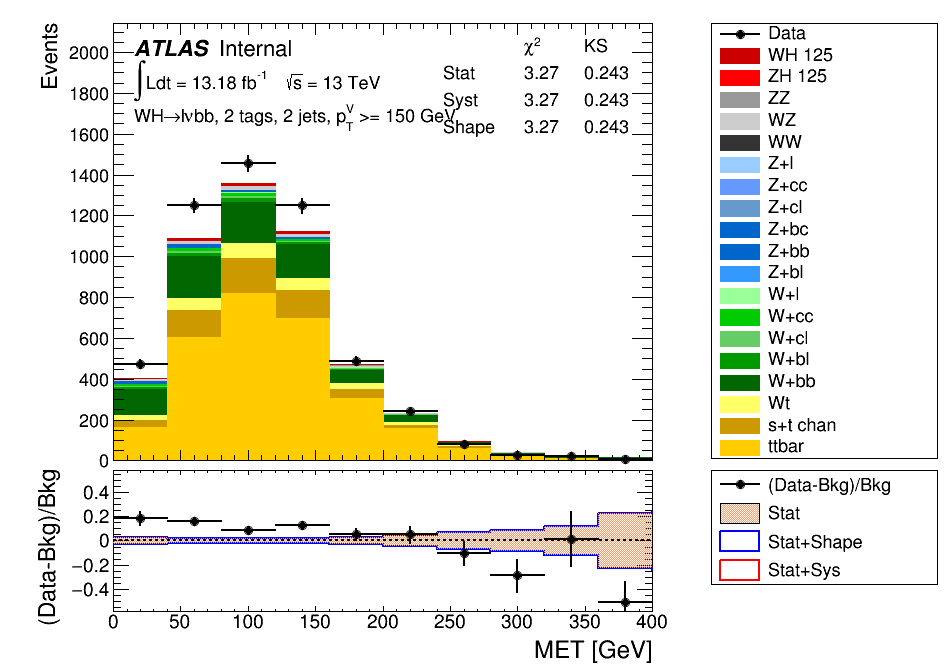 Events
2000
1800
1600
1400
1200
1000
800
600
400
200
0
ATLAS Internal
∫Ldt = 13.18 fb⁻¹ √s = 13 TeV
WH→lνbb, 2 tags, 2 jets, p_T^V >= 150 GeV
χ² KS
Stat 3.27 0.243
Syst 3.27 0.243
Shape 3.27 0.243
Data
WH 125
ZH 125
ZZ
WZ
WW
Z+l
Z+cc
Z+cl
Z+bc
Z+bb
Z+bl
W+l
W+cc
W+cl
W+bl
W+bb
Wt
s+t chan
ttbar
(Data-Bkg)/Bkg
0.4
0.2
0
−0.2
−0.4
0 50 100 150 200 250 300 350 400
MET [GeV]
(Data-Bkg)/Bkg
Stat
Stat+Shape
Stat+Sys